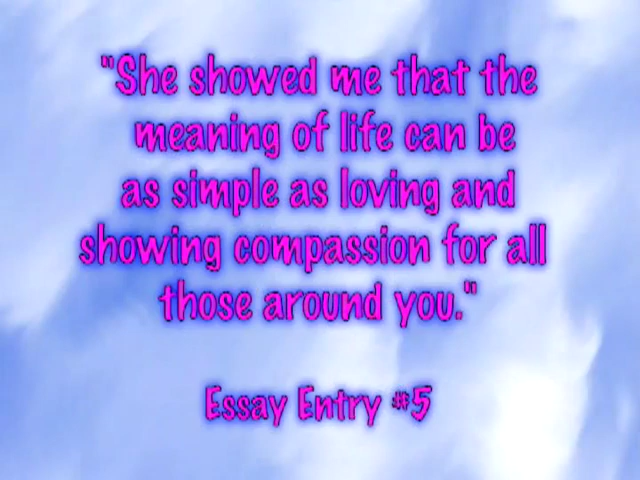 "She showed me that the
meaning of life can be
as simple as loving and
showing compassion for all
those around you."
Essay Entry #5